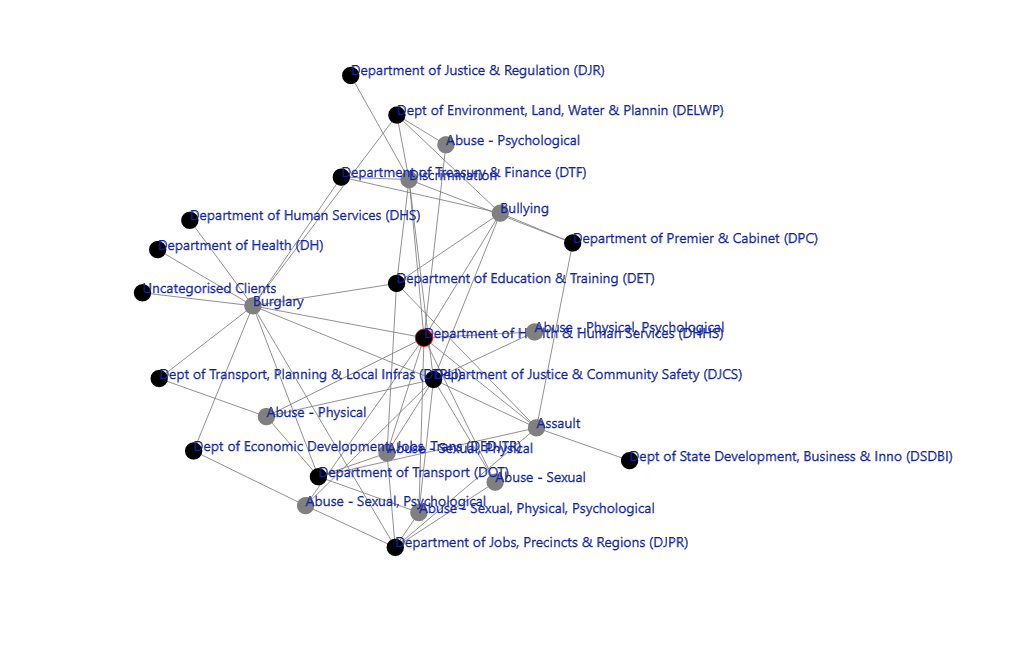 Department of Justice & Regulation (DJR)
Dept of Environment, Land, Water & Plannin (DELWP)
Abuse - Psychological
Department of Treasury & Finance (DTF)
Discrimination
Bullying
Department of Human Services (DHS)
Department of Premier & Cabinet (DPC)
Department of Health (DH)
Department of Education & Training (DET)
Uncategorised Clients
Burglary
Abuse - Physical, Psychological
Department of Health & Human Services (DHHS)
Dept of Transport, Planning & Local Infras (DTPLI)
Department of Justice & Community Safety (DJCS)
Abuse - Physical
Assault
Dept of Economic Development, Jobs, Trans (DEDJTR)
Abuse - Sexual, Physical
Dept of State Development, Business & Inno (DSDBI)
Department of Transport (DOT)
Abuse - Sexual
Abuse - Sexual, Psychological
Abuse - Sexual, Physical, Psychological
Department of Jobs, Precincts & Regions (DJPR)